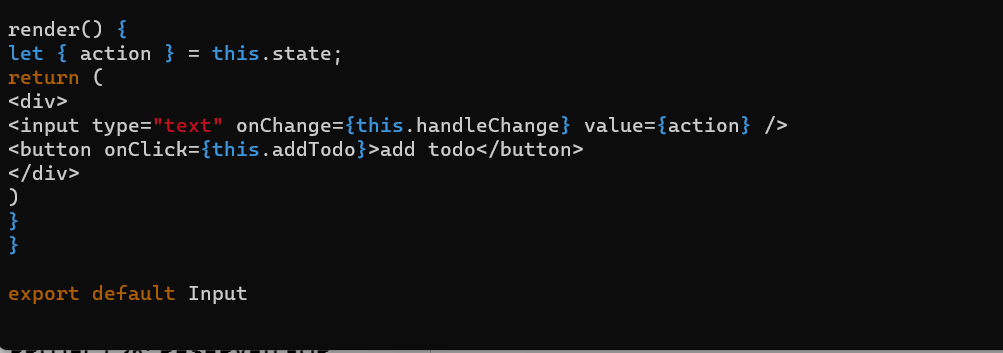 render() {
let { action } = this.state;
return (
<div>
<input type="text" onChange={this.handleChange} value={action} />
<button onClick={this.addTodo}>add todo</button>
</div>
)
}
}
export default Input